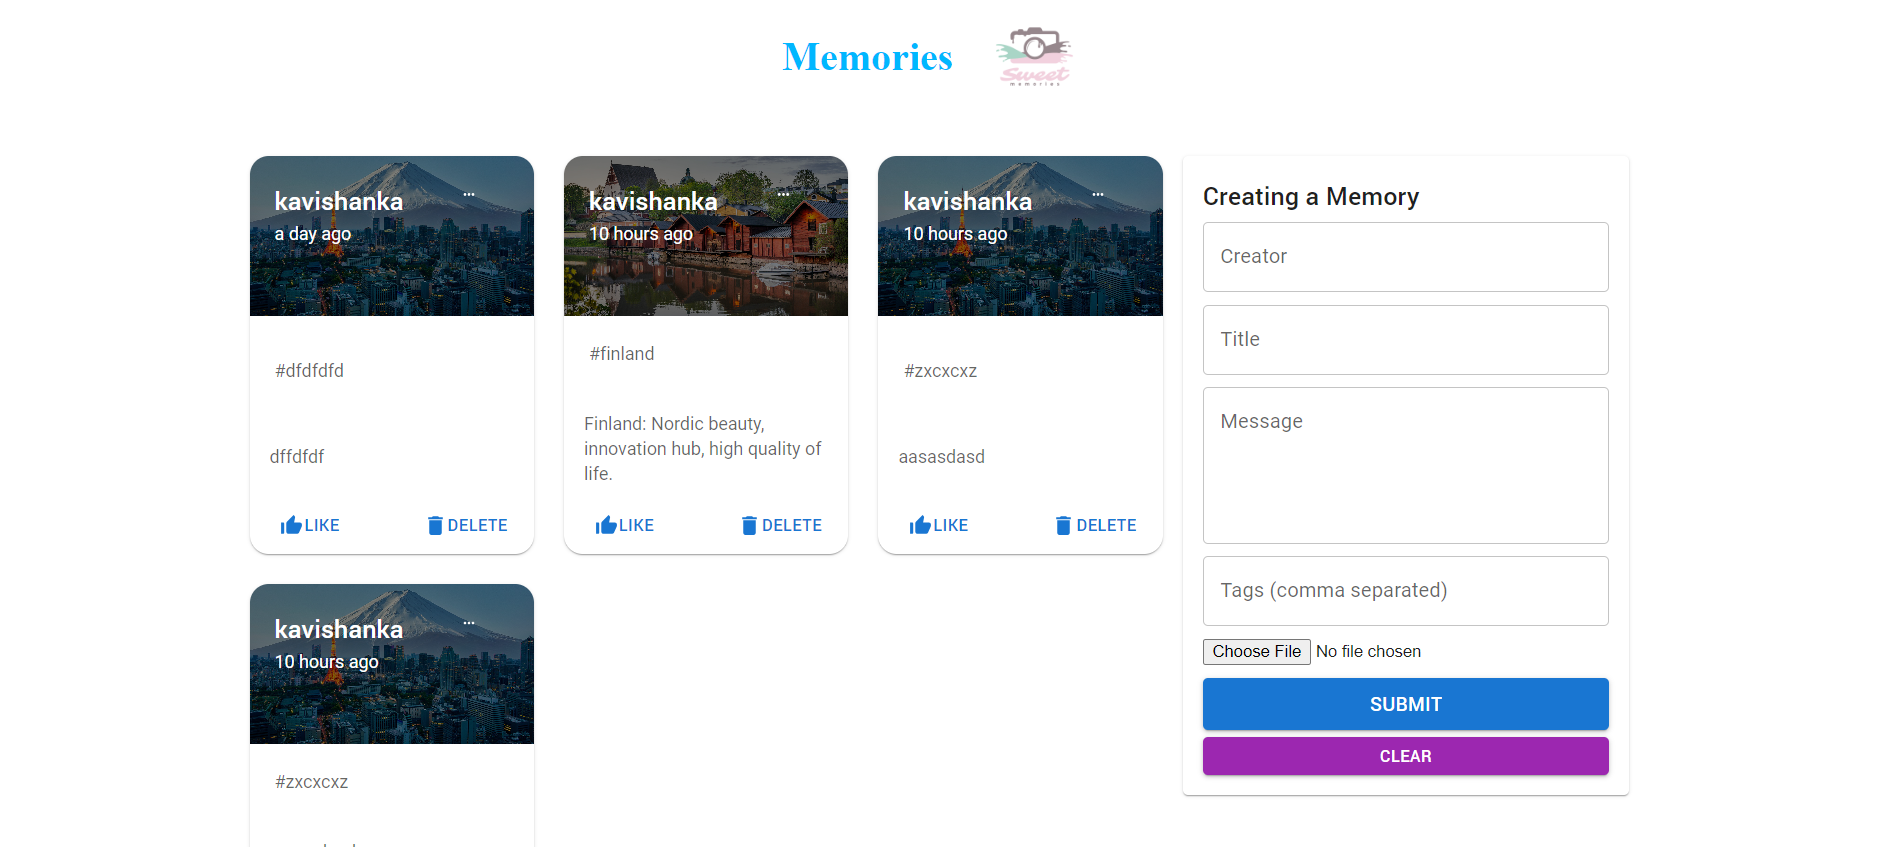 Memories
Sweet
memories
kavishanka
a day ago
#dfdfdfd
dffdfdf
LIKE
DELETE
kavishanka
10 hours ago
#finland
Finland: Nordic beauty,
innovation hub, high quality of
life.
LIKE
DELETE
kavishanka
10 hours ago
#zxcxcxz
aasasdasd
LIKE
DELETE
kavishanka
10 hours ago
#zxcxcxz
Creating a Memory
Creator
Title
Message
Tags (comma separated)
Choose File No file chosen
SUBMIT
CLEAR